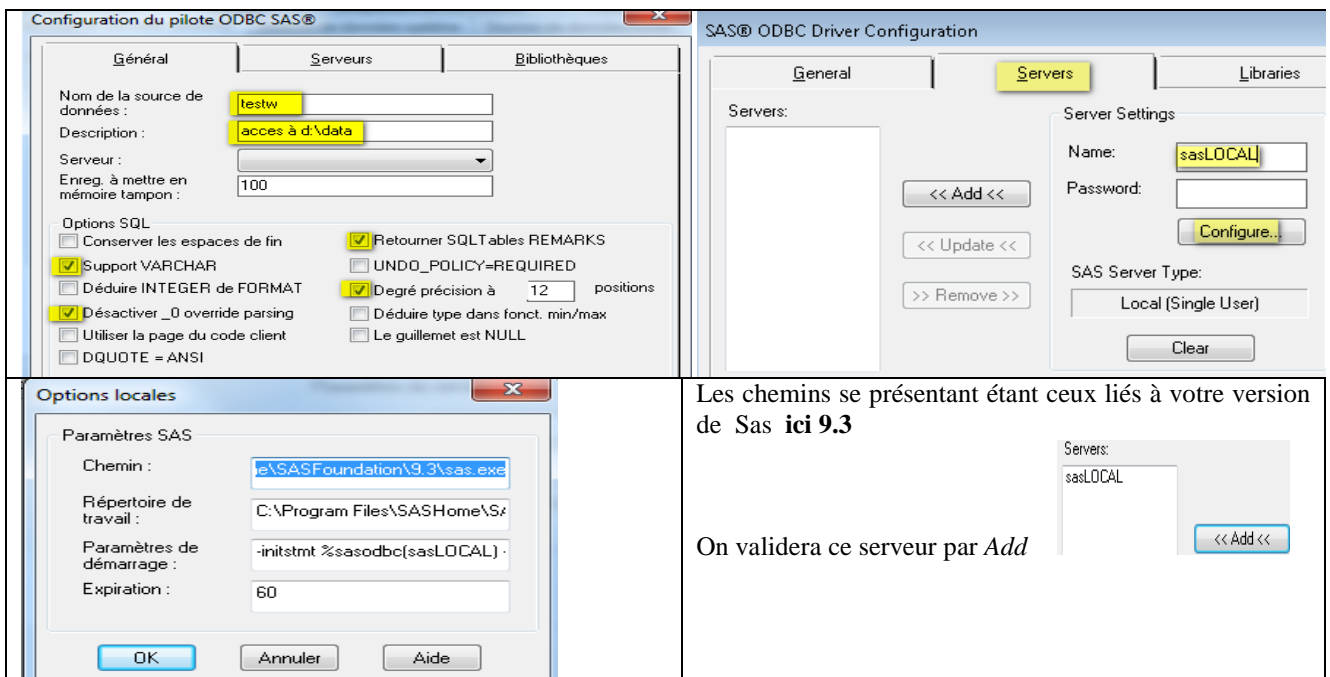 Configuration du pilote ODBC SAS®
Général
Serveurs
Bibliothèques
Nom de la source de
données :
testw
Description :
acces à d:\data
Serveur :
Enreg. à mettre en
mémoire tampon :
100
Options SQL
Conserver les espaces de fin
Retourner SQLTables REMARKS
Support VARCHAR
UNDO_POLICY=REQUIRED
Déduire INTEGER de FORMAT
Degré précision à 12 positions
Désactiver _0 override parsing
Déduire type dans fonct. min/max
Utiliser la page du code client
Le guillemet est NULL
DQUOTE = ANSI
SAS® ODBC Driver Configuration
General
Servers
Libraries
Servers:
Server Settings
Name:
sasLOCAL
Password:
<< Add <<
Configure...
<< Update <<
SAS Server Type:
>> Remove >>
Local (Single User)
Clear
Options locales
Paramètres SAS
Chemin :
e\SASFoundation\9.3\sas.exe
Répertoire de
travail :
C:\Program Files\SASHome\SA
Paramètres de
démarrage :
-initstmt %sasodbc(sasLOCAL) -
Expiration :
60
OK
Annuler
Aide
Les chemins se présentant étant ceux liés à votre version
de Sas ici 9.3
Servers:
sasLOCAL
On validera ce serveur par Add
<< Add <<